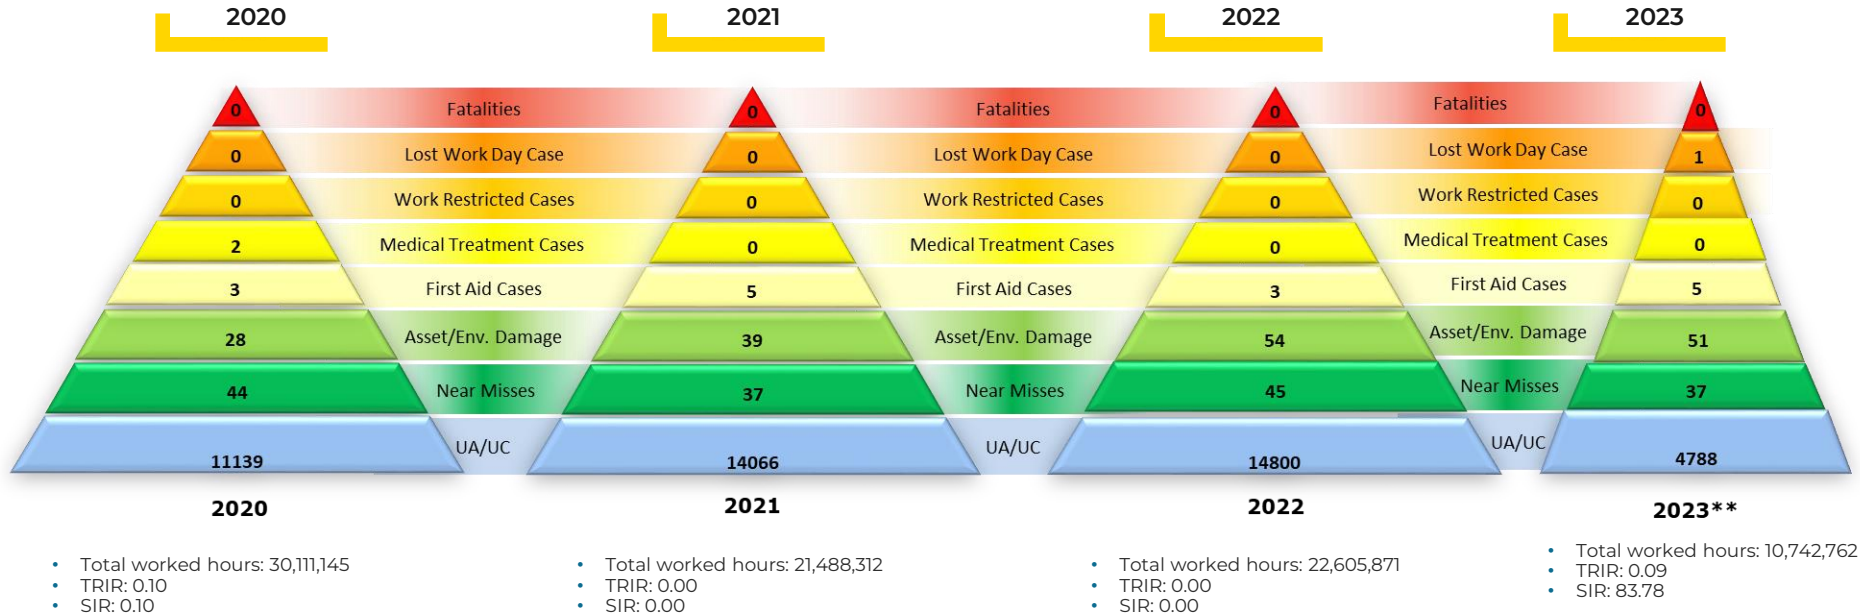 2020
2021
2022
2023
0
Fatalities
0
Fatalities
0
Fatalities
0
0
Lost Work Day Case
0
Lost Work Day Case
0
Lost Work Day Case
1
0
Work Restricted Cases
0
Work Restricted Cases
0
Work Restricted Cases
0
2
Medical Treatment Cases
0
Medical Treatment Cases
0
Medical Treatment Cases
0
3
First Aid Cases
5
First Aid Cases
3
First Aid Cases
5
28
Asset/Env. Damage
39
Asset/Env. Damage
54
Asset/Env. Damage
51
44
Near Misses
37
Near Misses
45
Near Misses
37
11139
UA/UC
14066
UA/UC
14800
UA/UC
4788
2020
2021
2022
2023**
• Total worked hours: 30,111,145
• TRIR: 0.10
• SIR: 0.10
• Total worked hours: 21,488,312
• TRIR: 0.00
• SIR: 0.00
• Total worked hours: 22,605,871
• TRIR: 0.00
• SIR: 0.00
• Total worked hours: 10,742,762
• TRIR: 0.09
• SIR: 83.78